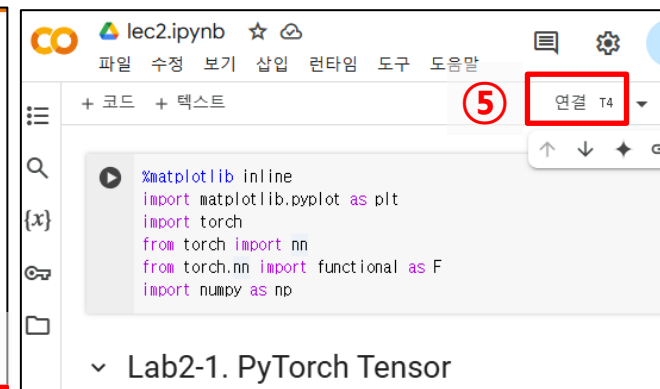 lec2.ipynb
파일 수정 보기 삽입 런타임 도구 도움말
+ 코드 + 텍스트
⑤
연결 T4
%matplotlib inline
import matplotlib.pyplot as plt
import torch
from torch import nn
from torch.nn import functional as F
import numpy as np
{x}
Lab2-1. PyTorch Tensor